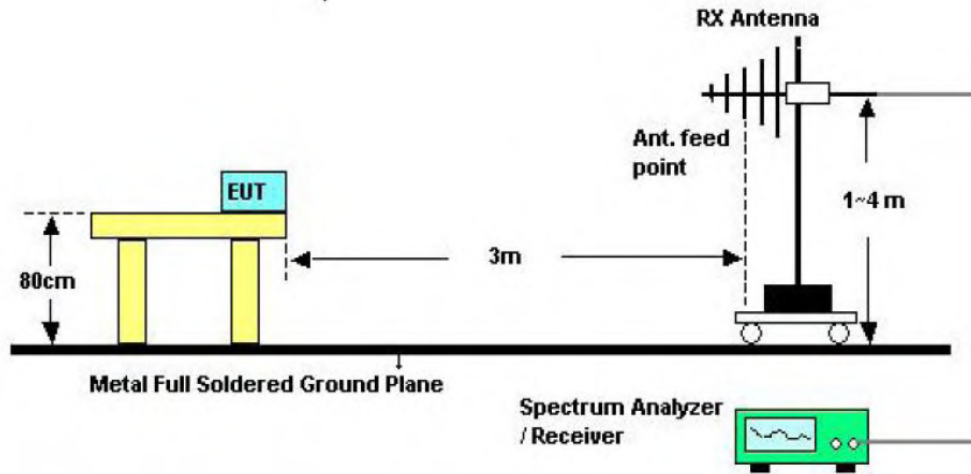 RX Antenna
Ant. feed
point
EUT
1~4 m
3m
80cm
Metal Full Soldered Ground Plane
Spectrum Analyzer
/ Receiver